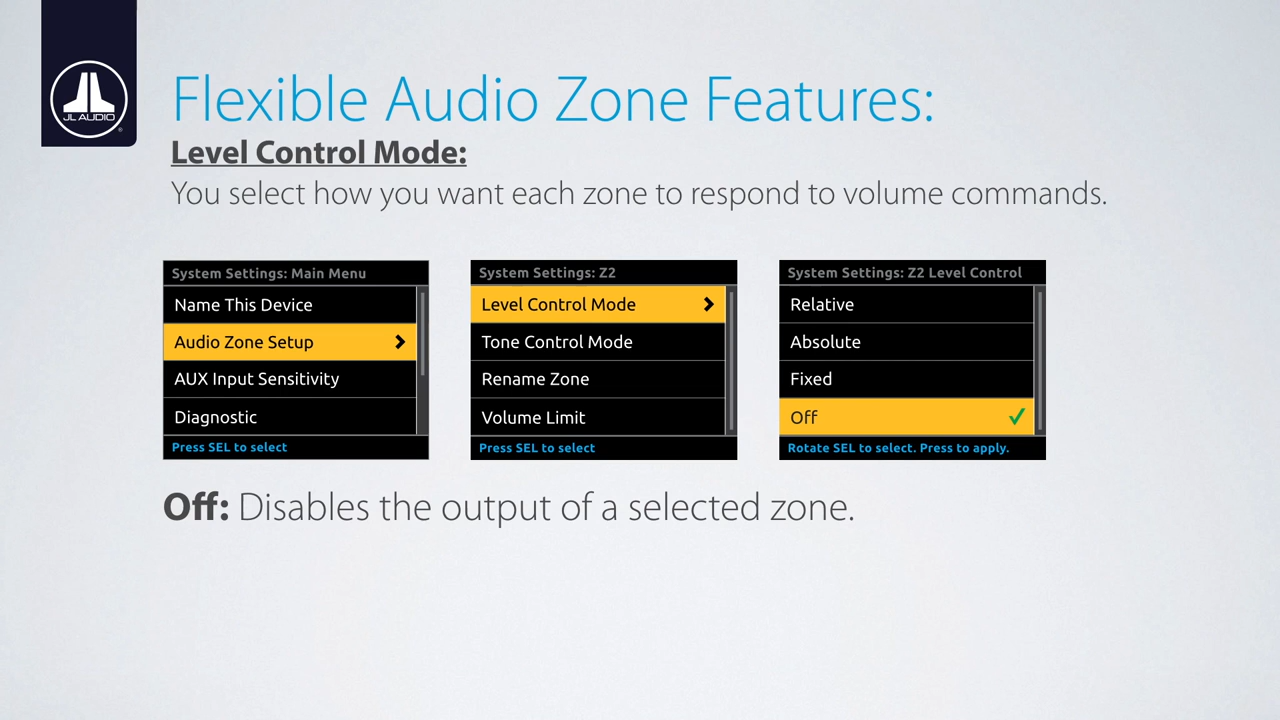 JL AUDIO
Flexible Audio Zone Features:
Level Control Mode:
You select how you want each zone to respond to volume commands.
System Settings: Main Menu
Name This Device
Audio Zone Setup
AUX Input Sensitivity
Diagnostic
Press SEL to select
System Settings: Z2
Level Control Mode
Tone Control Mode
Rename Zone
Volume Limit
Press SEL to select
System Settings: Z2 Level Control
Relative
Absolute
Fixed
Off
Rotate SEL to select. Press to apply.
Off: Disables the output of a selected zone.